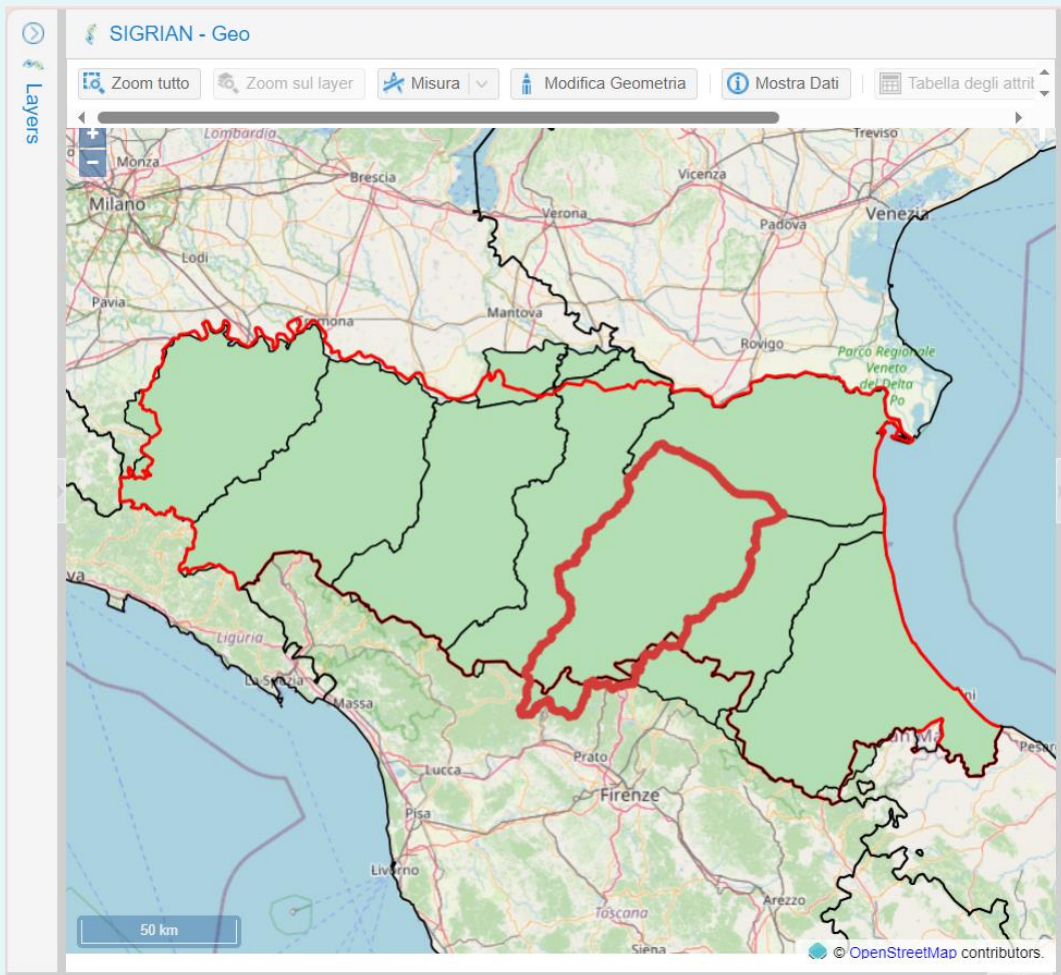 SIGRIAN - Geo
Layers
Zoom tutto
Zoom sul layer
Misura
Modifica Geometria
Mostra Dati
Tabella degli attrib
+
−
Lombardia
Treviso
Monza
Brescia
Vicenza
Milano
Verona
Padova
Venezia
Lodi
Pavia
Mantova
Rovigo
Parco Regionale
Veneto
del Delta
Po
Liguria
La Spezia
Massa
Pesar
Prato
Lucca
Firenze
Pisa
Livorno
Arezzo
Toscana
Siena
50 km
© OpenStreetMap contributors.